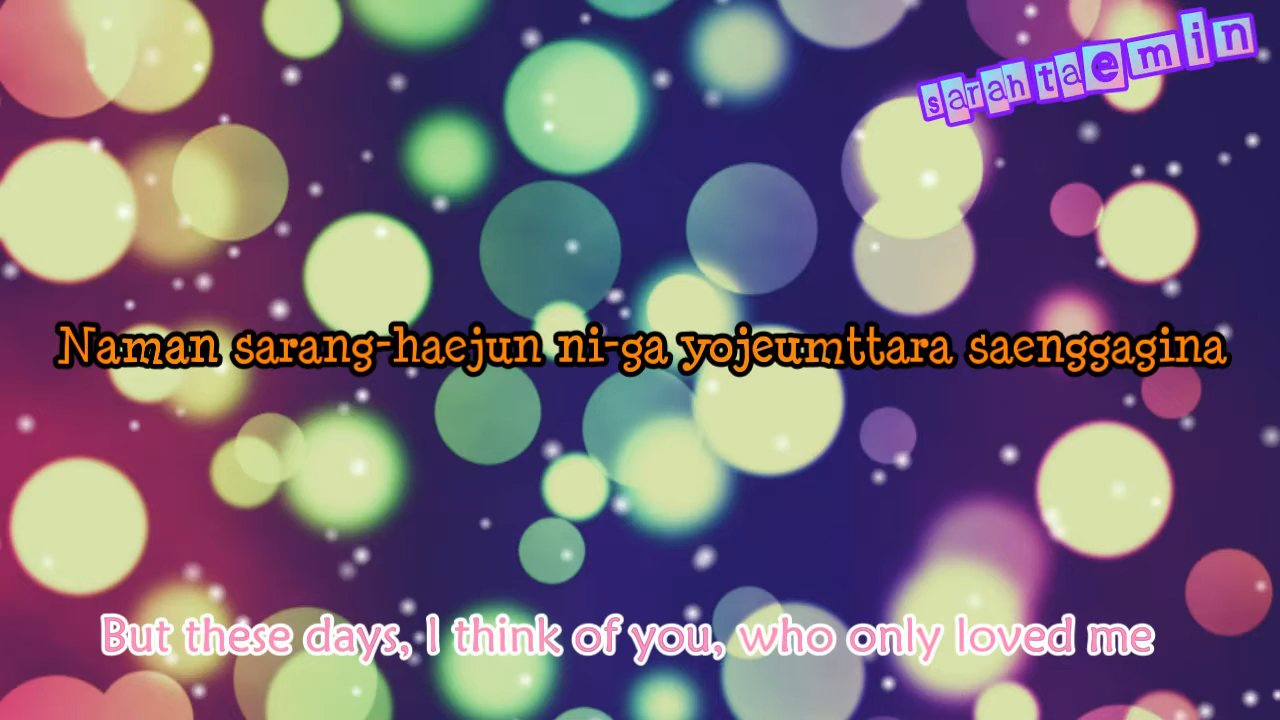 sarahtaemin
Naman sarang-haejun ni-ga yojeumttara saenggagina
But these days, I think of you, who only loved me